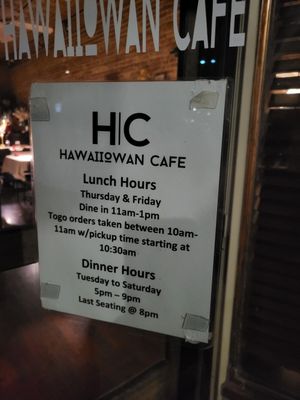 HAWAIIOWAN CAFE
H|C
HAWAIIOWAN CAFE
Lunch Hours
Thursday & Friday
Dine in 11am-1pm
Togo orders taken between 10am-
11am w/pickup time starting at
10:30am
Dinner Hours
Tuesday to Saturday
5pm – 9pm
Last Seating @ 8pm